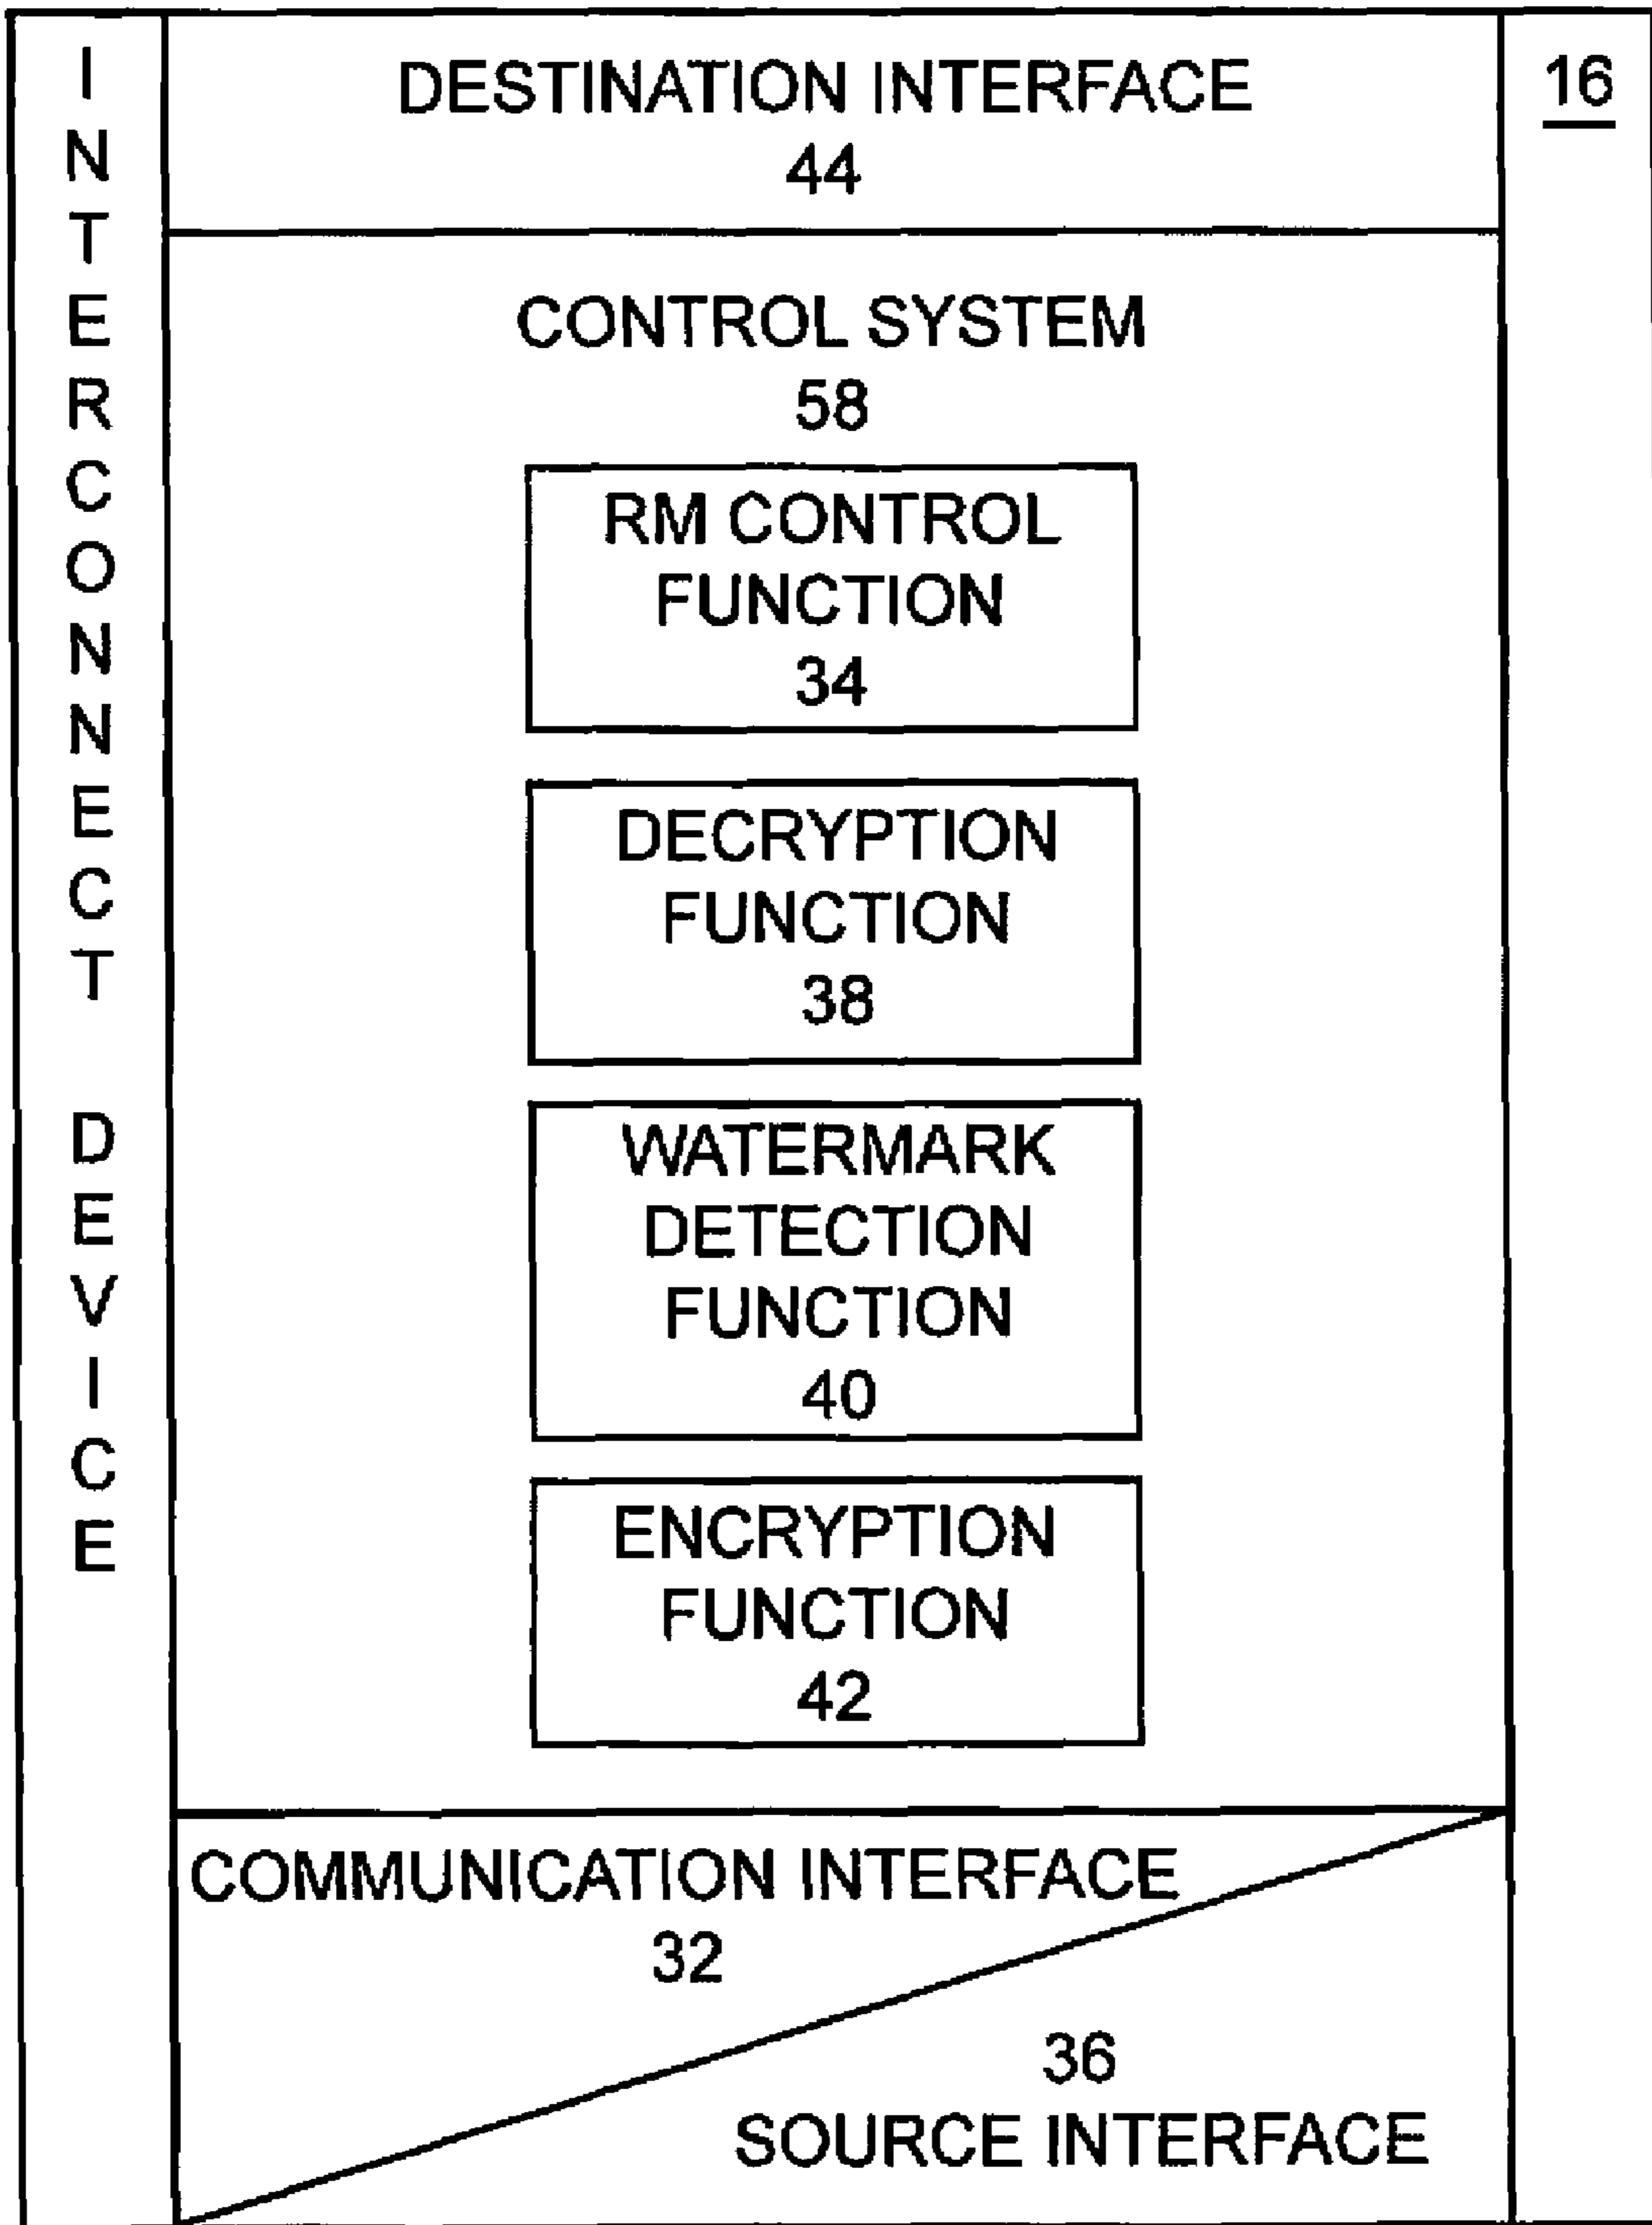 INTERCONNECT DEVICE
DESTINATION INTERFACE
44
16
CONTROL SYSTEM
58
RM CONTROL
FUNCTION
34
DECRYPTION
FUNCTION
38
WATERMARK
DETECTION
FUNCTION
40
ENCRYPTION
FUNCTION
42
COMMUNICATION INTERFACE
32
36
SOURCE INTERFACE